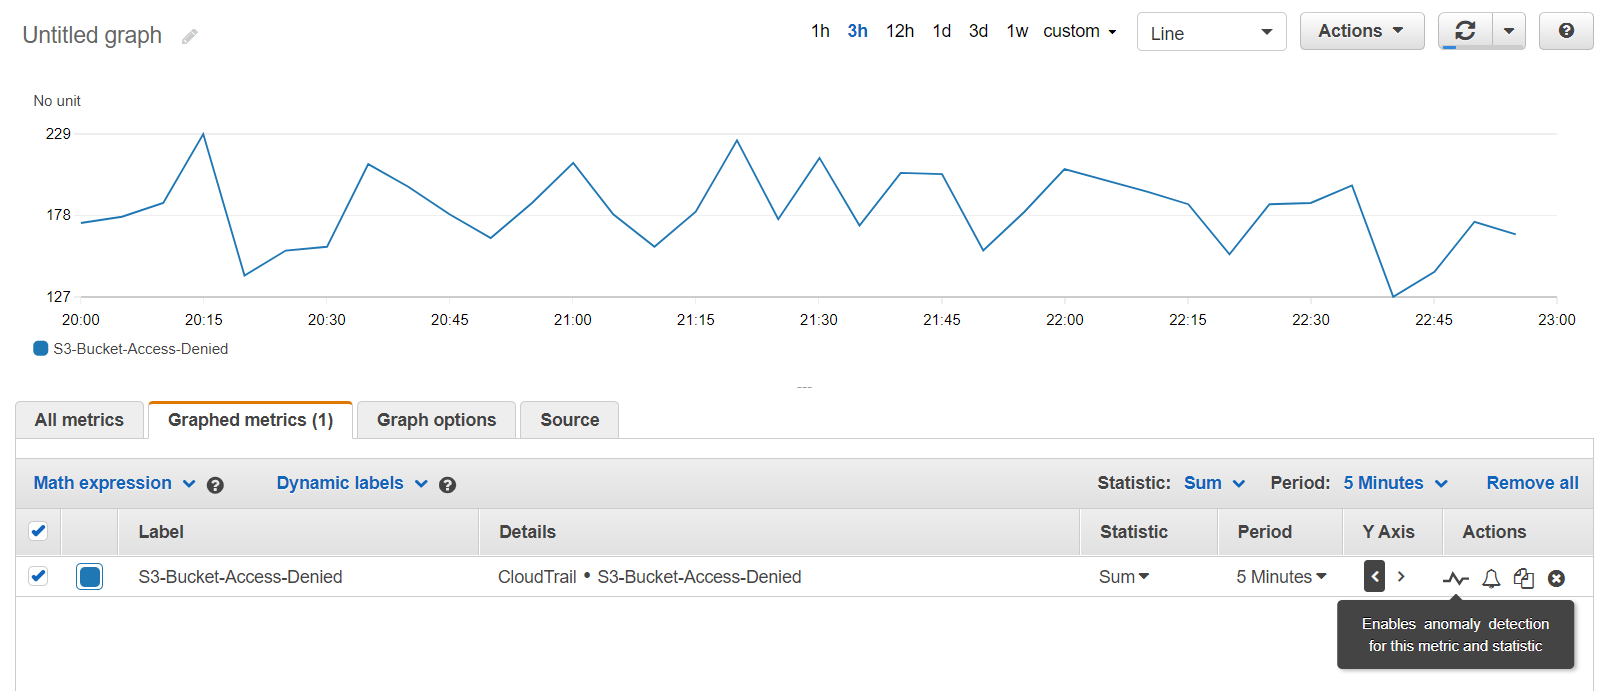 Untitled graph
1h 3h 12h 1d 3d 1w custom Line Actions
No unit
229
178
127
20:00 20:15 20:30 20:45 21:00 21:15 21:30 21:45 22:00 22:15 22:30 22:45 23:00
S3-Bucket-Access-Denied
All metrics Graphed metrics (1) Graph options Source
Math expression Dynamic labels Statistic: Sum Period: 5 Minutes Remove all
Label Details Statistic Period Y Axis Actions
S3-Bucket-Access-Denied CloudTrail • S3-Bucket-Access-Denied Sum 5 Minutes < >
Enables anomaly detection
for this metric and statistic